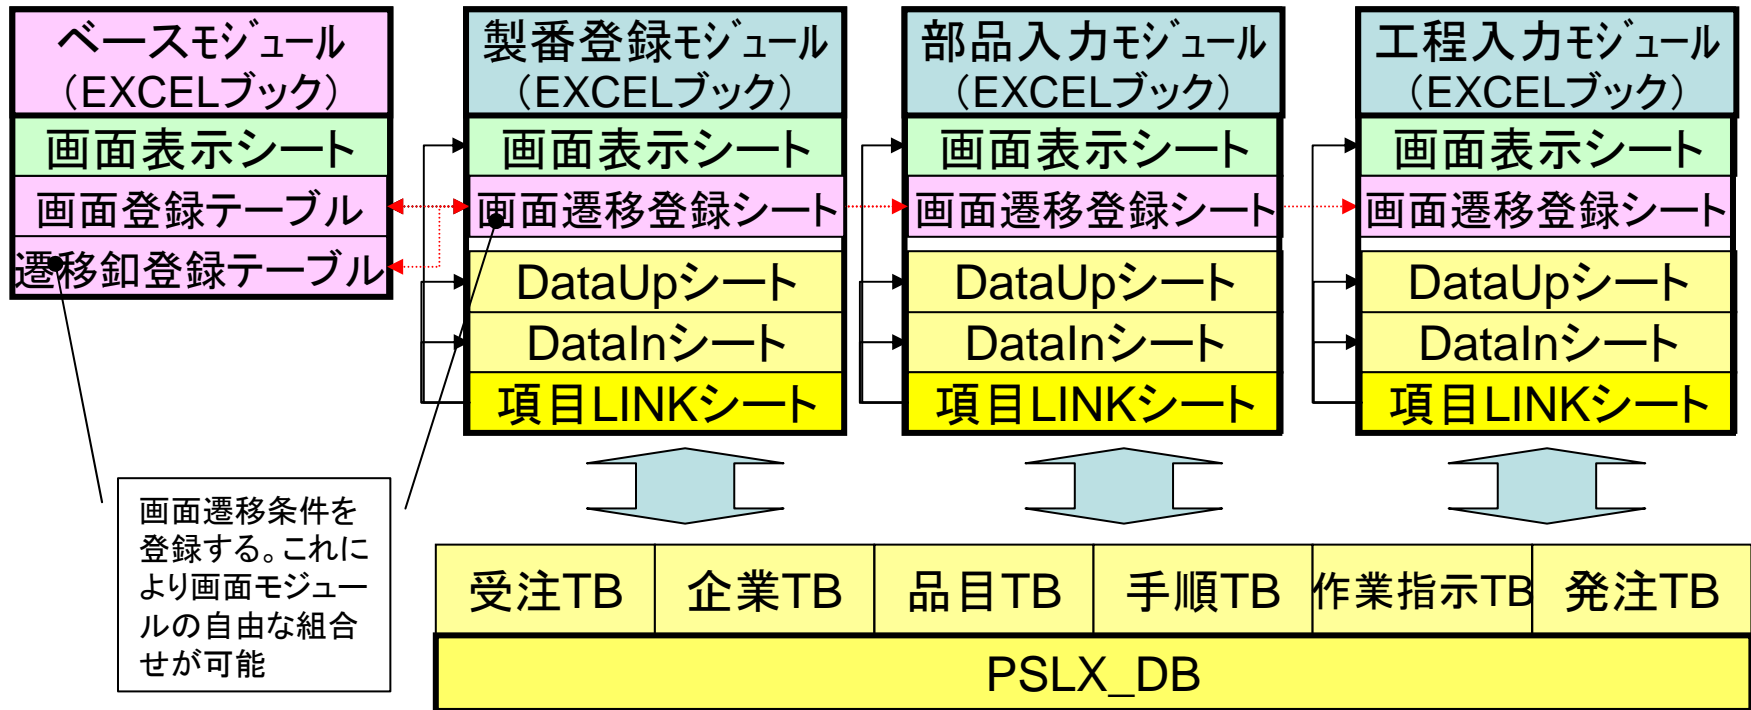 ベースモジュール
（EXCELブック）
画面表示シート
画面登録テーブル
遷移釦登録テーブル
製番登録モジュール
（EXCELブック）
画面表示シート
画面遷移登録シート
DataUpシート
DataInシート
項目LINKシート
部品入力モジュール
（EXCELブック）
画面表示シート
画面遷移登録シート
DataUpシート
DataInシート
項目LINKシート
工程入力モジュール
（EXCELブック）
画面表示シート
画面遷移登録シート
DataUpシート
DataInシート
項目LINKシート
画面遷移条件を
登録する。これに
より画面モジュー
ルの自由な組合
せが可能
受注TB
企業TB
品目TB
手順TB
作業指示TB
発注TB
PSLX_DB